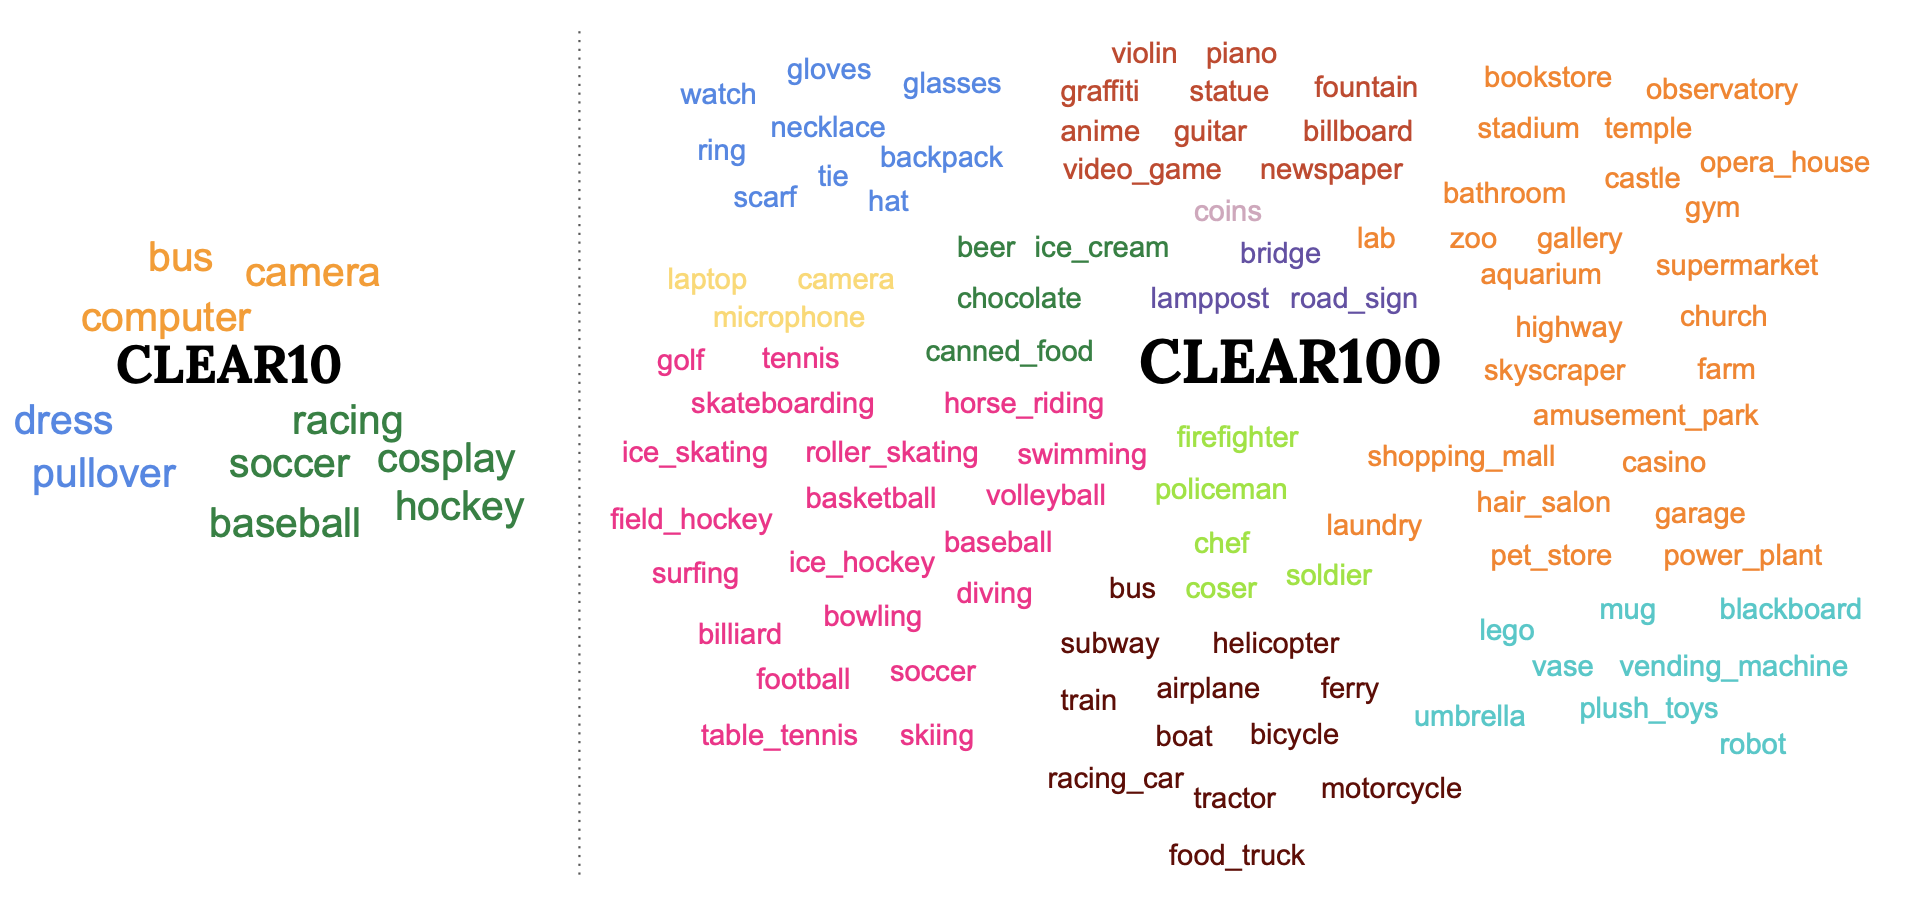 bus camera
computer
CLEAR10
dress racing
pullover soccer cosplay
baseball hockey
watch gloves glasses
necklace
ring backpack
tie
scarf hat
violin piano
graffiti statue fountain
anime guitar billboard
video_game newspaper
coins
bookstore observatory
stadium temple
opera_house
bathroom castle
gym
lab zoo gallery
aquarium supermarket
highway church
skyscraper farm
amusement_park
shopping_mall casino
hair_salon garage
laundry
pet_store power_plant
beer ice_cream
chocolate
canned_food
bridge
lamppost road_sign
CLEAR100
laptop camera
microphone
golf tennis
skateboarding horse_riding
ice_skating roller_skating swimming
basketball volleyball
field_hockey
baseball
surfing ice_hockey
diving
bowling
billiard
football soccer
table_tennis skiing
firefighter
policeman
chef
coser soldier
bus
subway helicopter
train airplane ferry
boat bicycle
racing_car tractor motorcycle
food_truck
mug blackboard
lego
vase vending_machine
umbrella plush_toys
robot